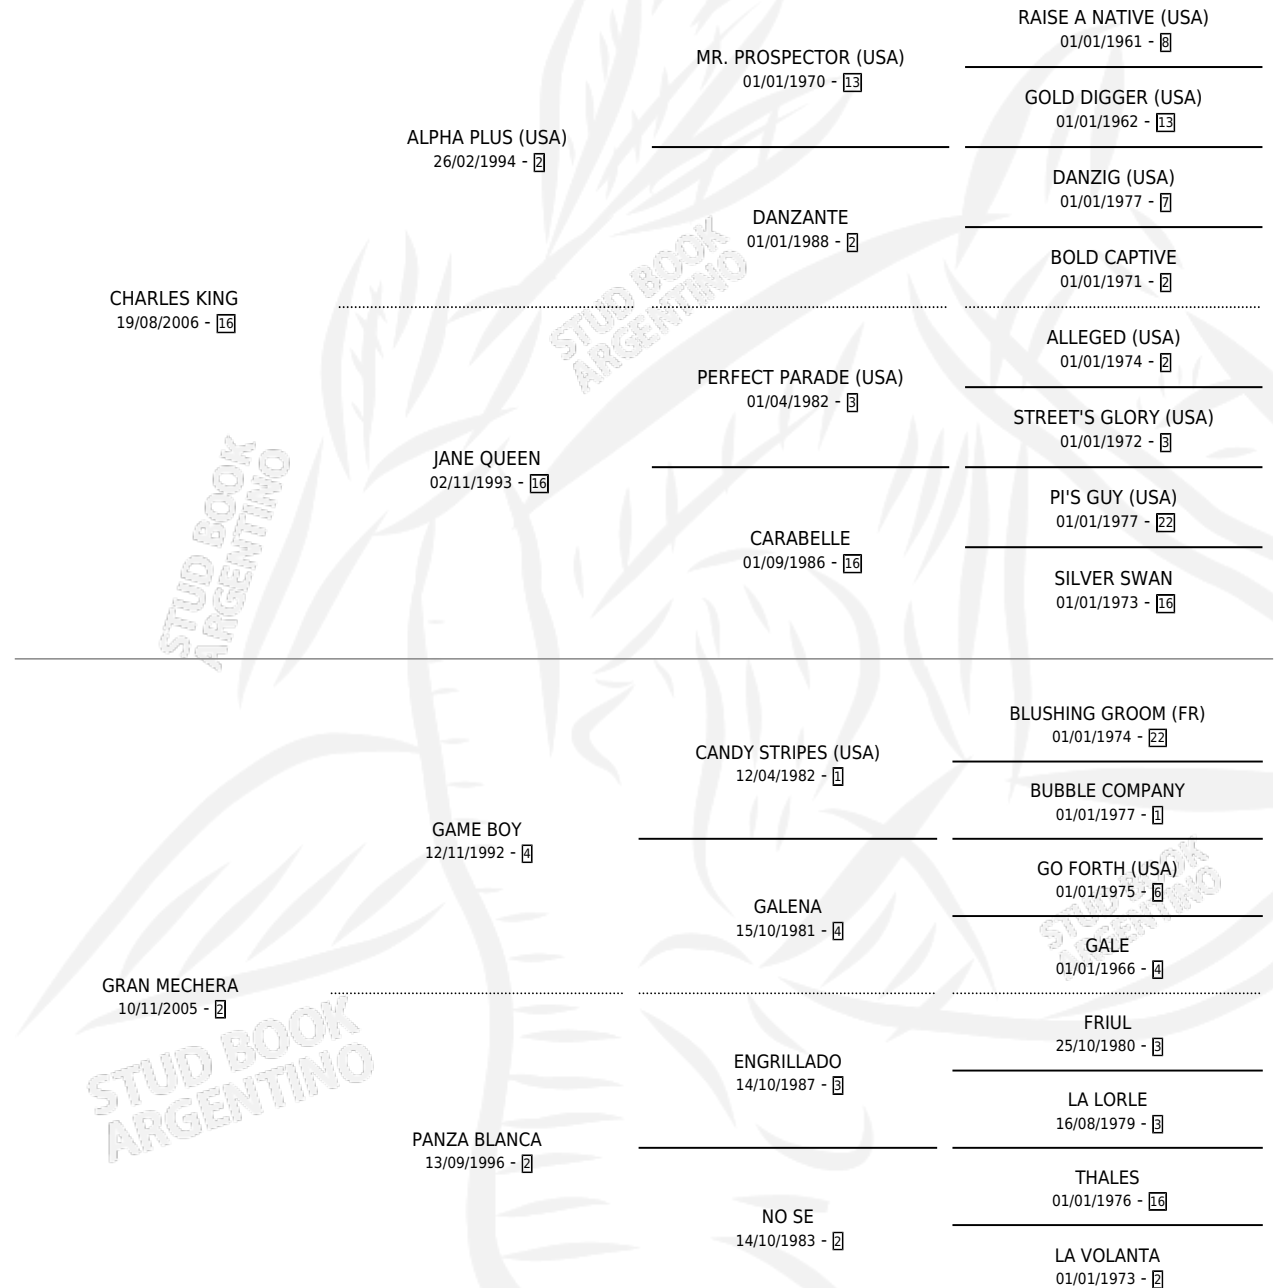 RAISE A NATIVE (USA)
01/01/1961 - 8
MR. PROSPECTOR (USA)
01/01/1970 - 13
GOLD DIGGER (USA)
01/01/1962 - 13
ALPHA PLUS (USA)
26/02/1994 - 2
DANZIG (USA)
01/01/1977 - 7
DANZANTE
01/01/1988 - 2
BOLD CAPTIVE
01/01/1971 - 2
CHARLES KING
19/08/2006 - 16
ALLEGED (USA)
01/01/1974 - 2
PERFECT PARADE (USA)
01/04/1982 - 3
STREET'S GLORY (USA)
01/01/1972 - 3
JANE QUEEN
02/11/1993 - 16
PI'S GUY (USA)
01/01/1977 - 22
CARABELLE
01/09/1986 - 16
SILVER SWAN
01/01/1973 - 16
BLUSHING GROOM (FR)
01/01/1974 - 22
CANDY STRIPES (USA)
12/04/1982 - 1
BUBBLE COMPANY
01/01/1977 - 1
GAME BOY
12/11/1992 - 4
GO FORTH (USA)
01/01/1975 - 6
GALENA
15/10/1981 - 4
GALE
01/01/1966 - 4
GRAN MECHERA
10/11/2005 - 2
FRIUL
25/10/1980 - 3
ENGRILLADO
14/10/1987 - 3
LA LORLE
16/08/1979 - 3
PANZA BLANCA
13/09/1996 - 2
THALES
01/01/1976 - 16
NO SE
14/10/1983 - 2
LA VOLANTA
01/01/1973 - 2
STUD BOOK
ARGENTINO
STUD BOOK
ARGENTINO
STUD BOOK
ARGENTINO
STUD BOOK
ARGENTINO